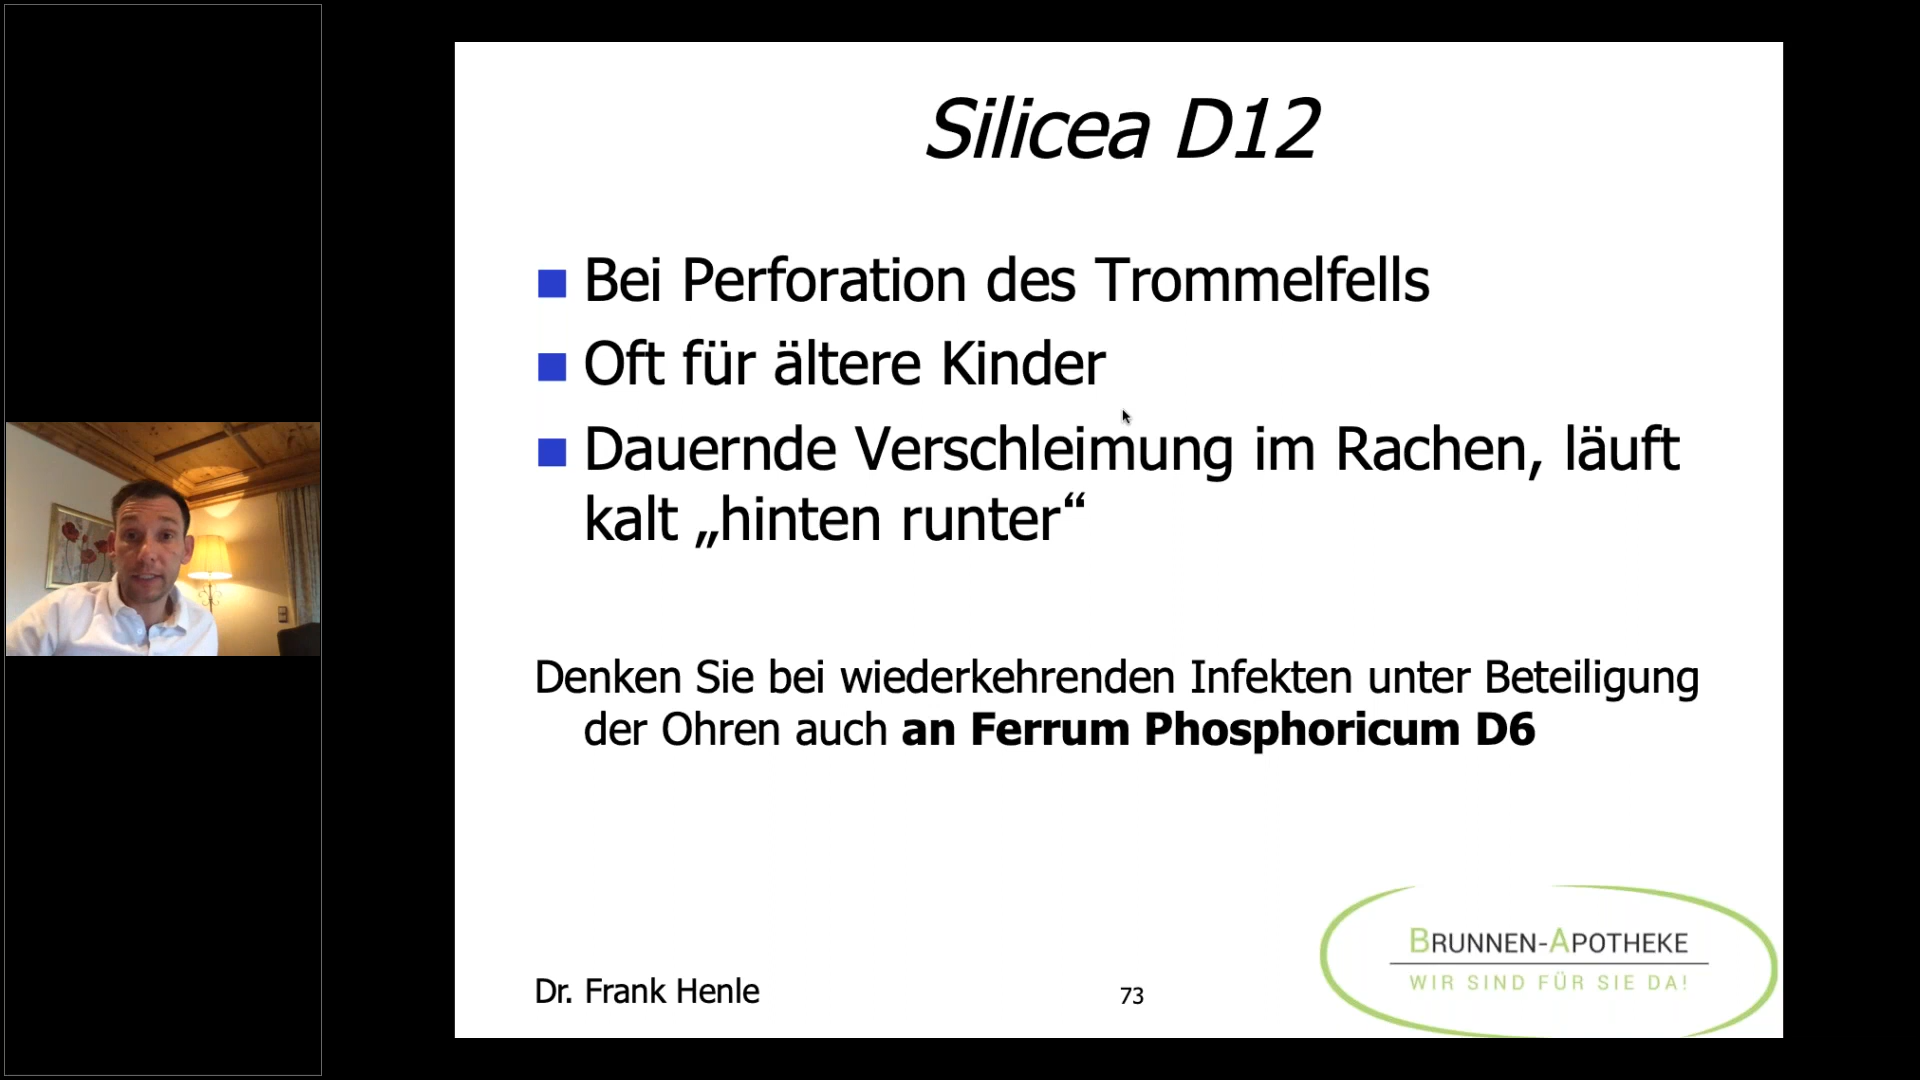 Silicea D12
Bei Perforation des Trommelfells
Oft für ältere Kinder
Dauernde Verschleimung im Rachen, läuft
kalt „hinten runter“
Denken Sie bei wiederkehrenden Infekten unter Beteiligung
der Ohren auch an Ferrum Phosphoricum D6
Dr. Frank Henle
73
BRUNNEN-APOTHEKE
WIR SIND FÜR SIE DA!